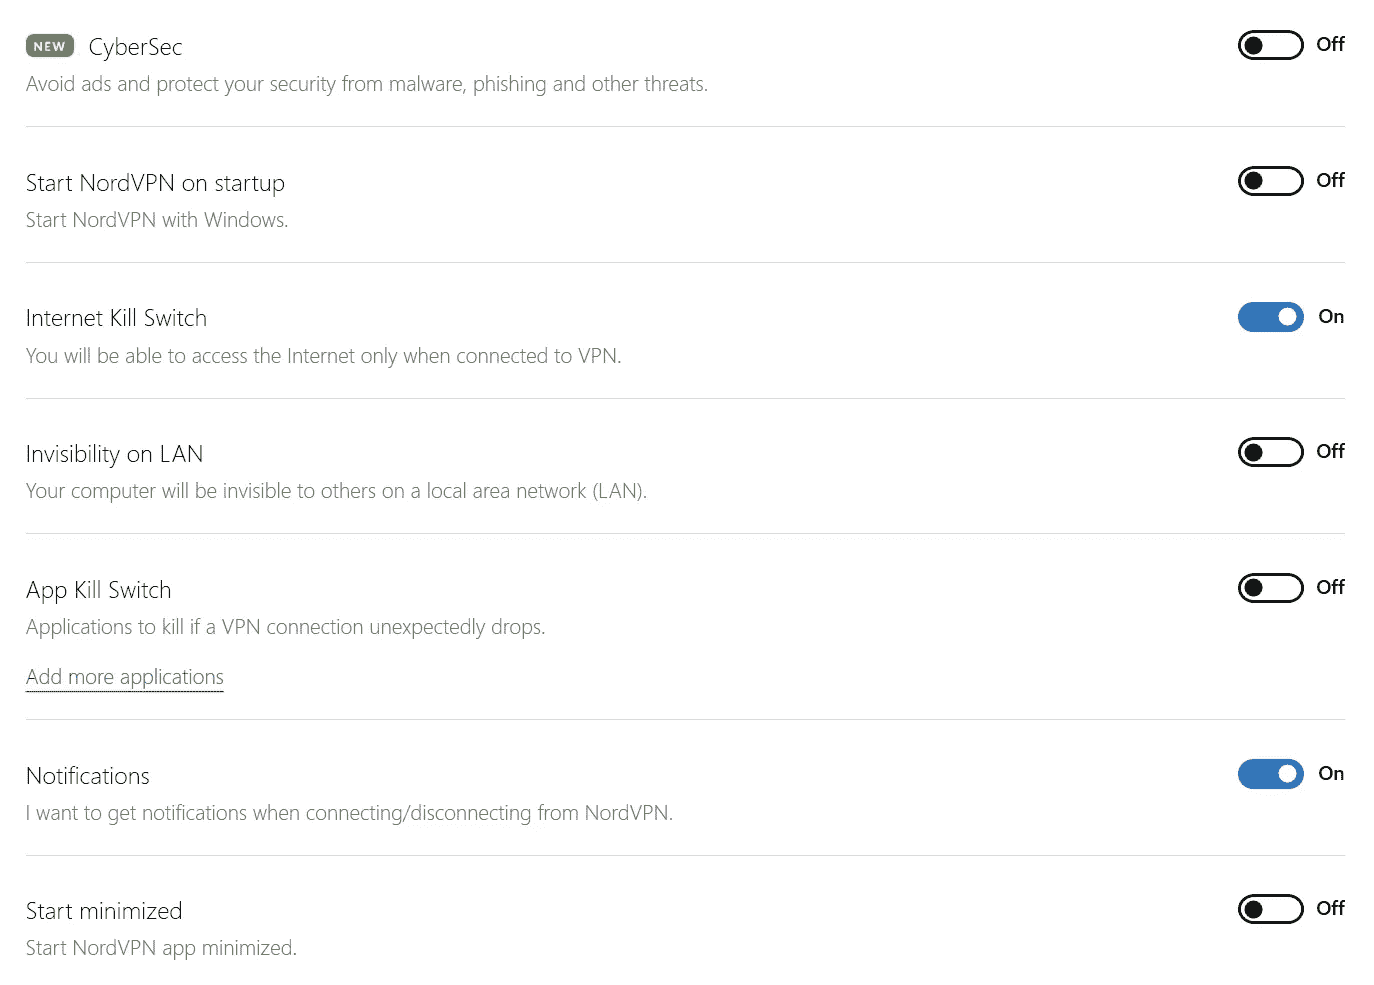 NEW CyberSec Off
Avoid ads and protect your security from malware, phishing and other threats.
Start NordVPN on startup Off
Start NordVPN with Windows.
Internet Kill Switch On
You will be able to access the Internet only when connected to VPN.
Invisibility on LAN Off
Your computer will be invisible to others on a local area network (LAN).
App Kill Switch Off
Applications to kill if a VPN connection unexpectedly drops.
Add more applications
Notifications On
I want to get notifications when connecting/disconnecting from NordVPN.
Start minimized Off
Start NordVPN app minimized.